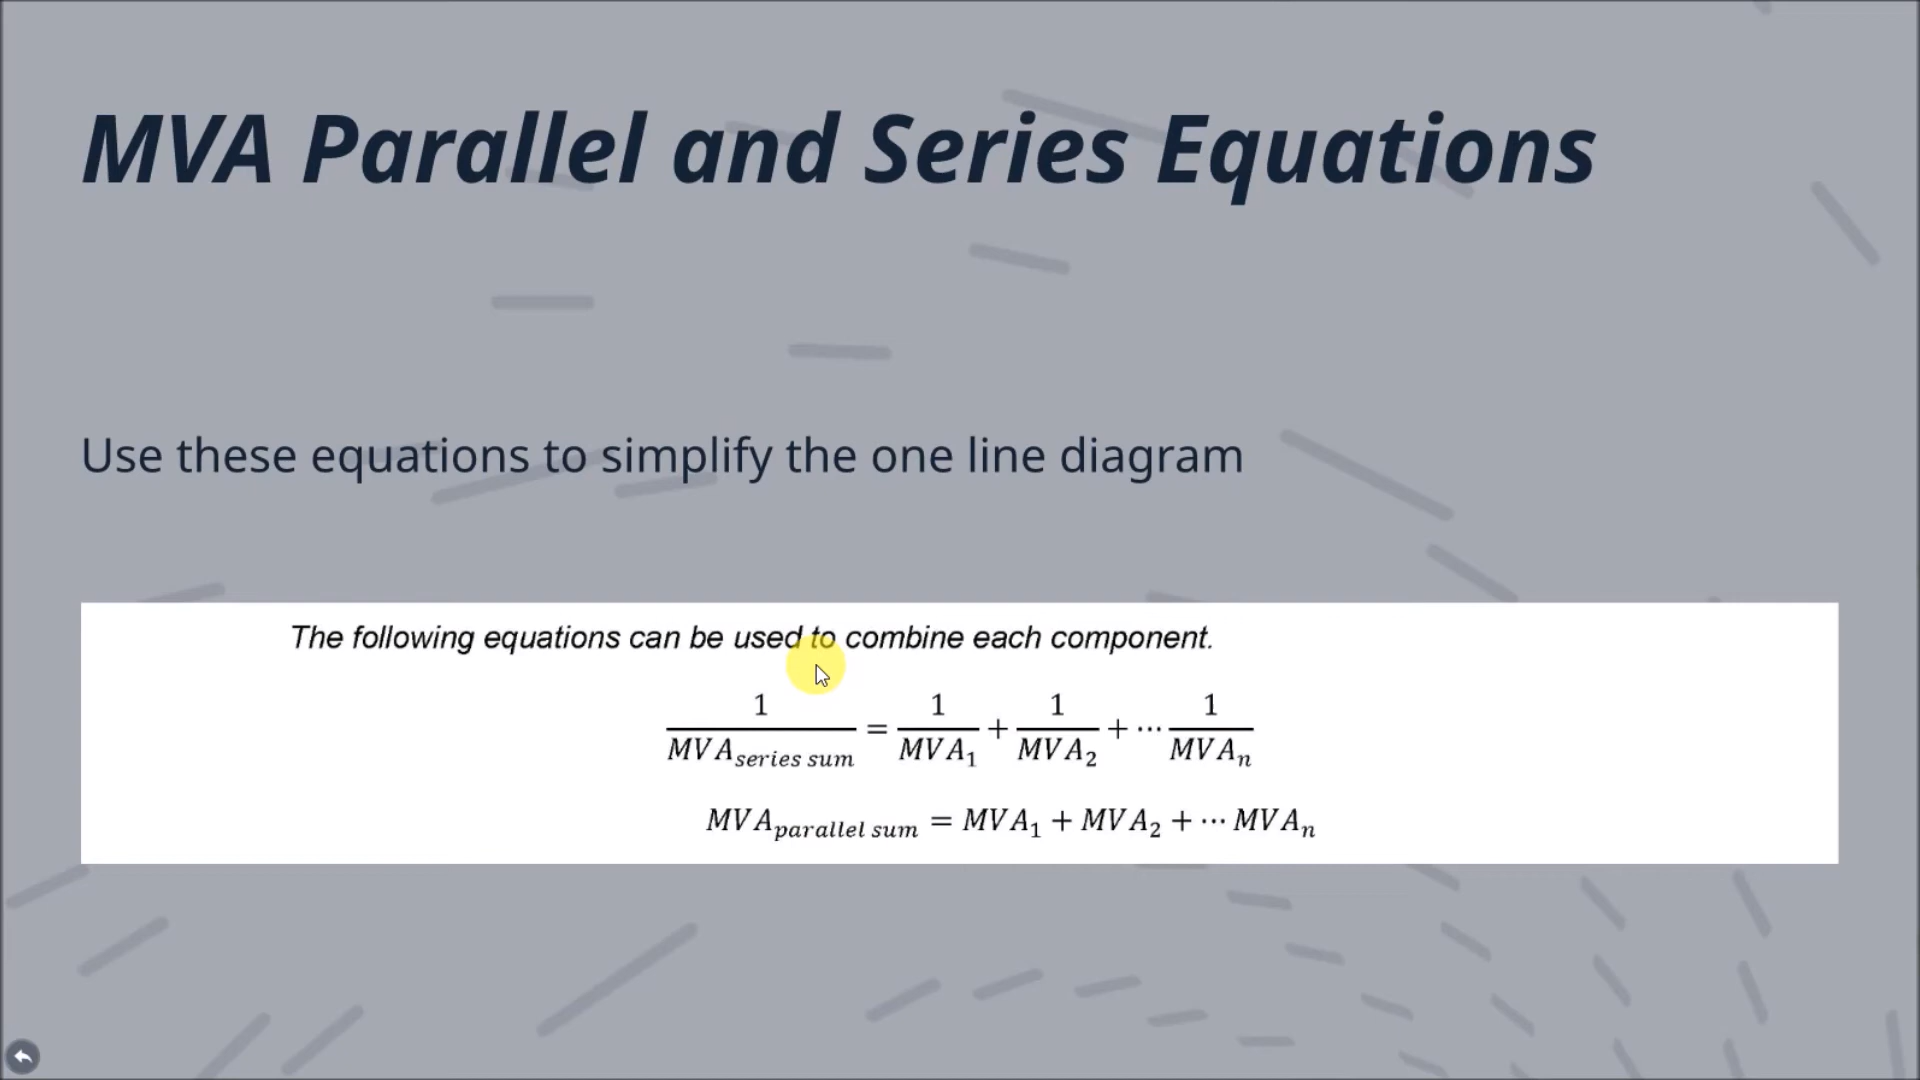 MVA Parallel and Series Equations
Use these equations to simplify the one line diagram
The following equations can be used to combine each component.
1/MVA_series sum = 1/MVA_1 + 1/MVA_2 + ⋯ 1/MVA_n
MVA_parallel sum = MVA_1 + MVA_2 + ⋯ MVA_n